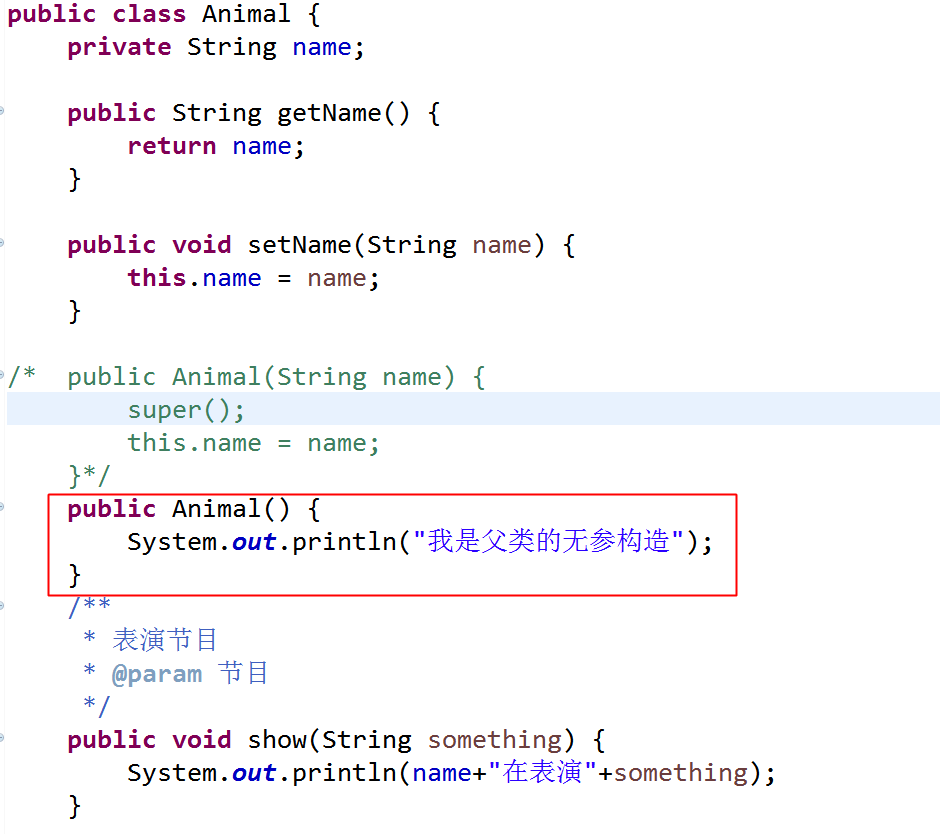 public class Animal {
    private String name;
    public String getName() {
        return name;
    }
    public void setName(String name) {
        this.name = name;
    }
/*  public Animal(String name) {
        super();
        this.name = name;
    }*/
    public Animal() {
        System.out.println("我是父类的无参构造");
    }
    /**
     * 表演节目
     * @param 节目
     */
    public void show(String something) {
        System.out.println(name+"在表演"+something);
    }